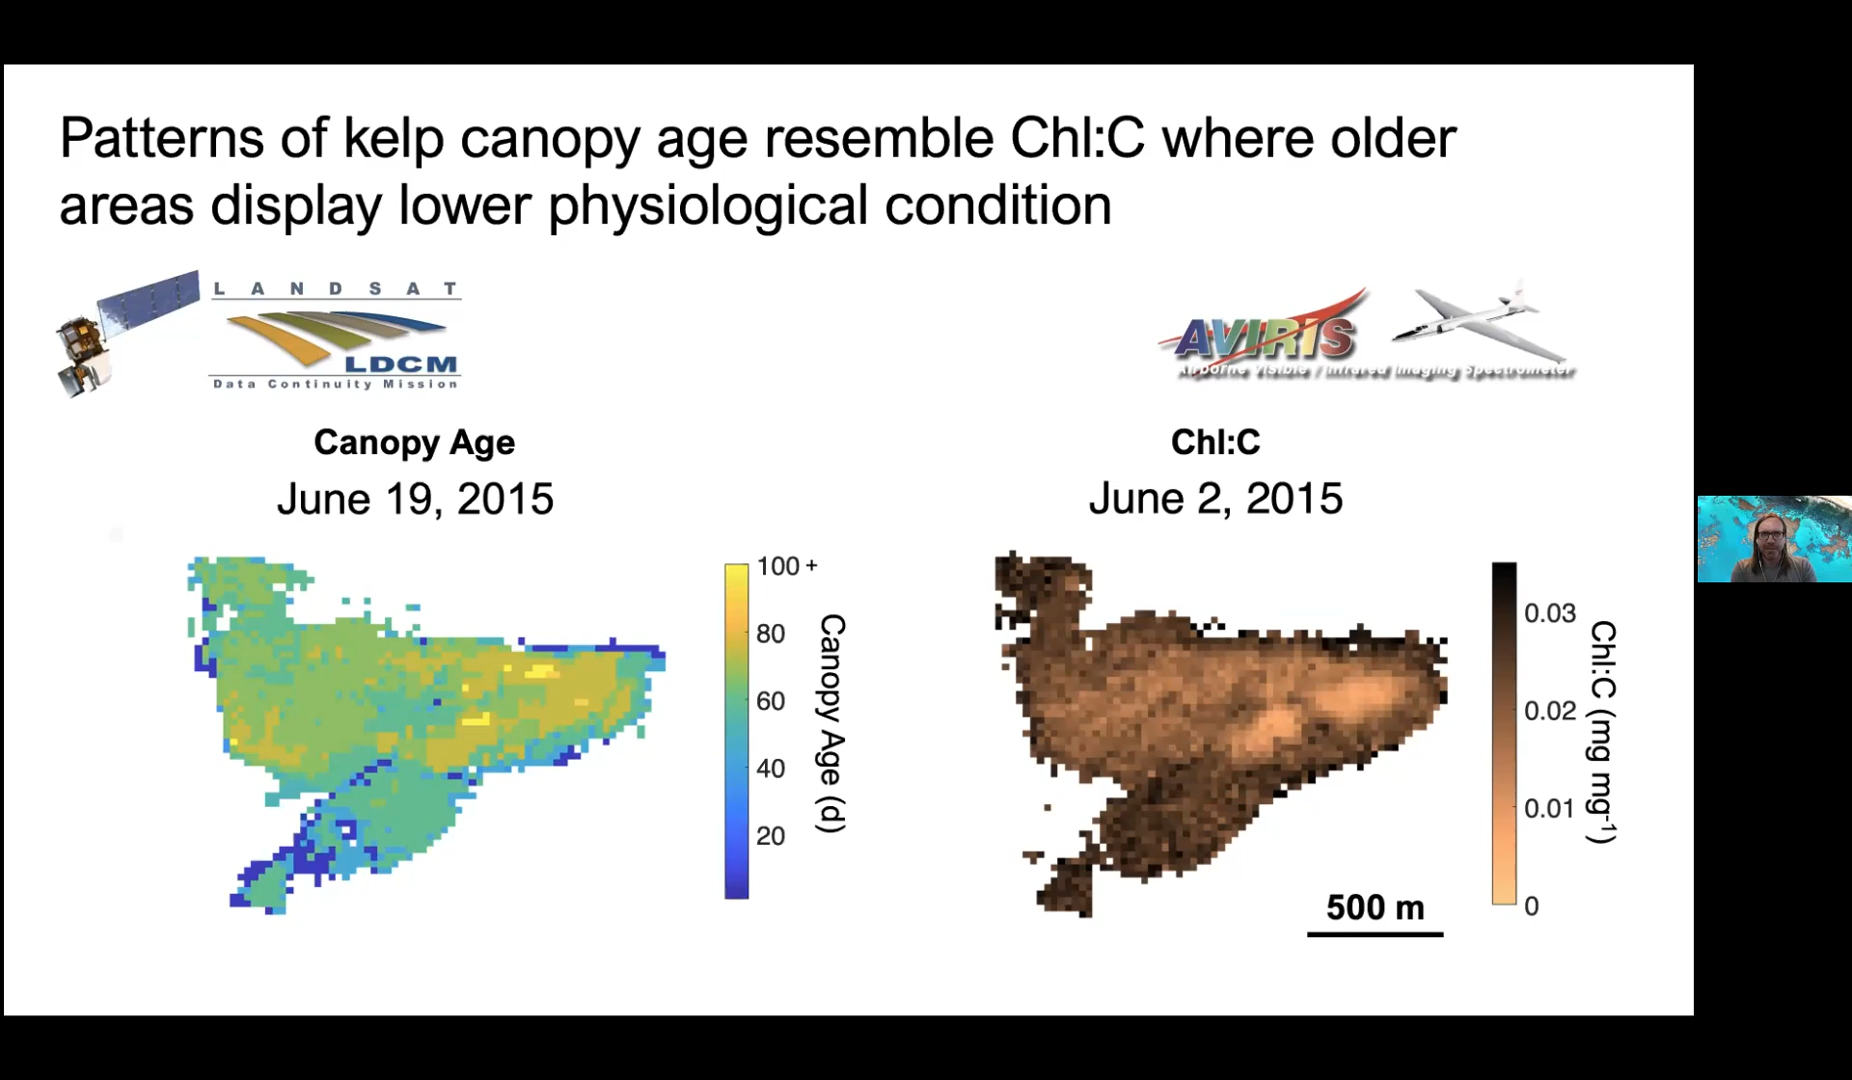 Patterns of kelp canopy age resemble Chl:C where older
areas display lower physiological condition
LANDSAT
LDCM
Data Continuity Mission
AVIRIS
Airborne Visible / Infrared Imaging Spectrometer
Canopy Age
June 19, 2015
Chl:C
June 2, 2015
100 +
80
60
40
20
Canopy Age (d)
0.03
0.02
0.01
0
Chl:C (mg mg-1)
500 m